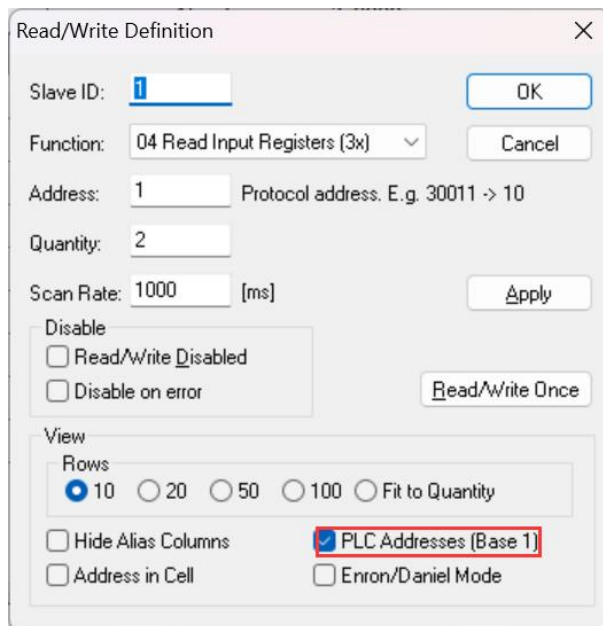 Read/Write Definition
Slave ID: 1
OK
Function: 04 Read Input Registers (3x)
Cancel
Address: 1 Protocol address. E.g. 30011 -> 10
Quantity: 2
Scan Rate: 1000 [ms]
Apply
Disable
Read/Write Disabled
Disable on error
Read/Write Once
View
Rows
10 20 50 100 Fit to Quantity
Hide Alias Columns PLC Addresses (Base 1)
Address in Cell Enron/Daniel Mode